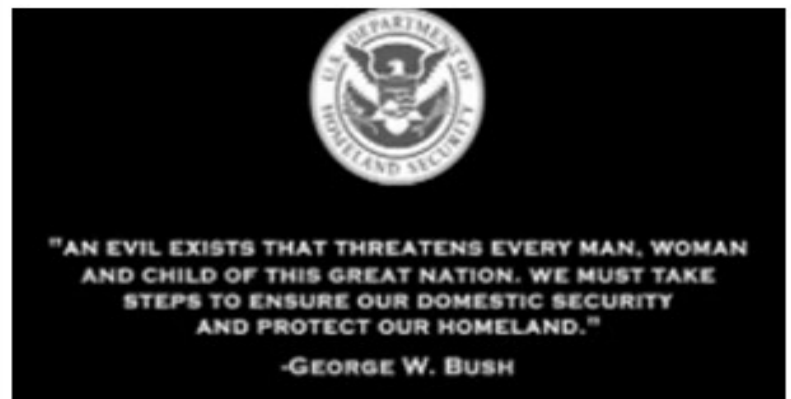 U.S. DEPARTMENT OF
HOMELAND SECURITY
"AN EVIL EXISTS THAT THREATENS EVERY MAN, WOMAN
AND CHILD OF THIS GREAT NATION. WE MUST TAKE
STEPS TO ENSURE OUR DOMESTIC SECURITY
AND PROTECT OUR HOMELAND."
-GEORGE W. BUSH